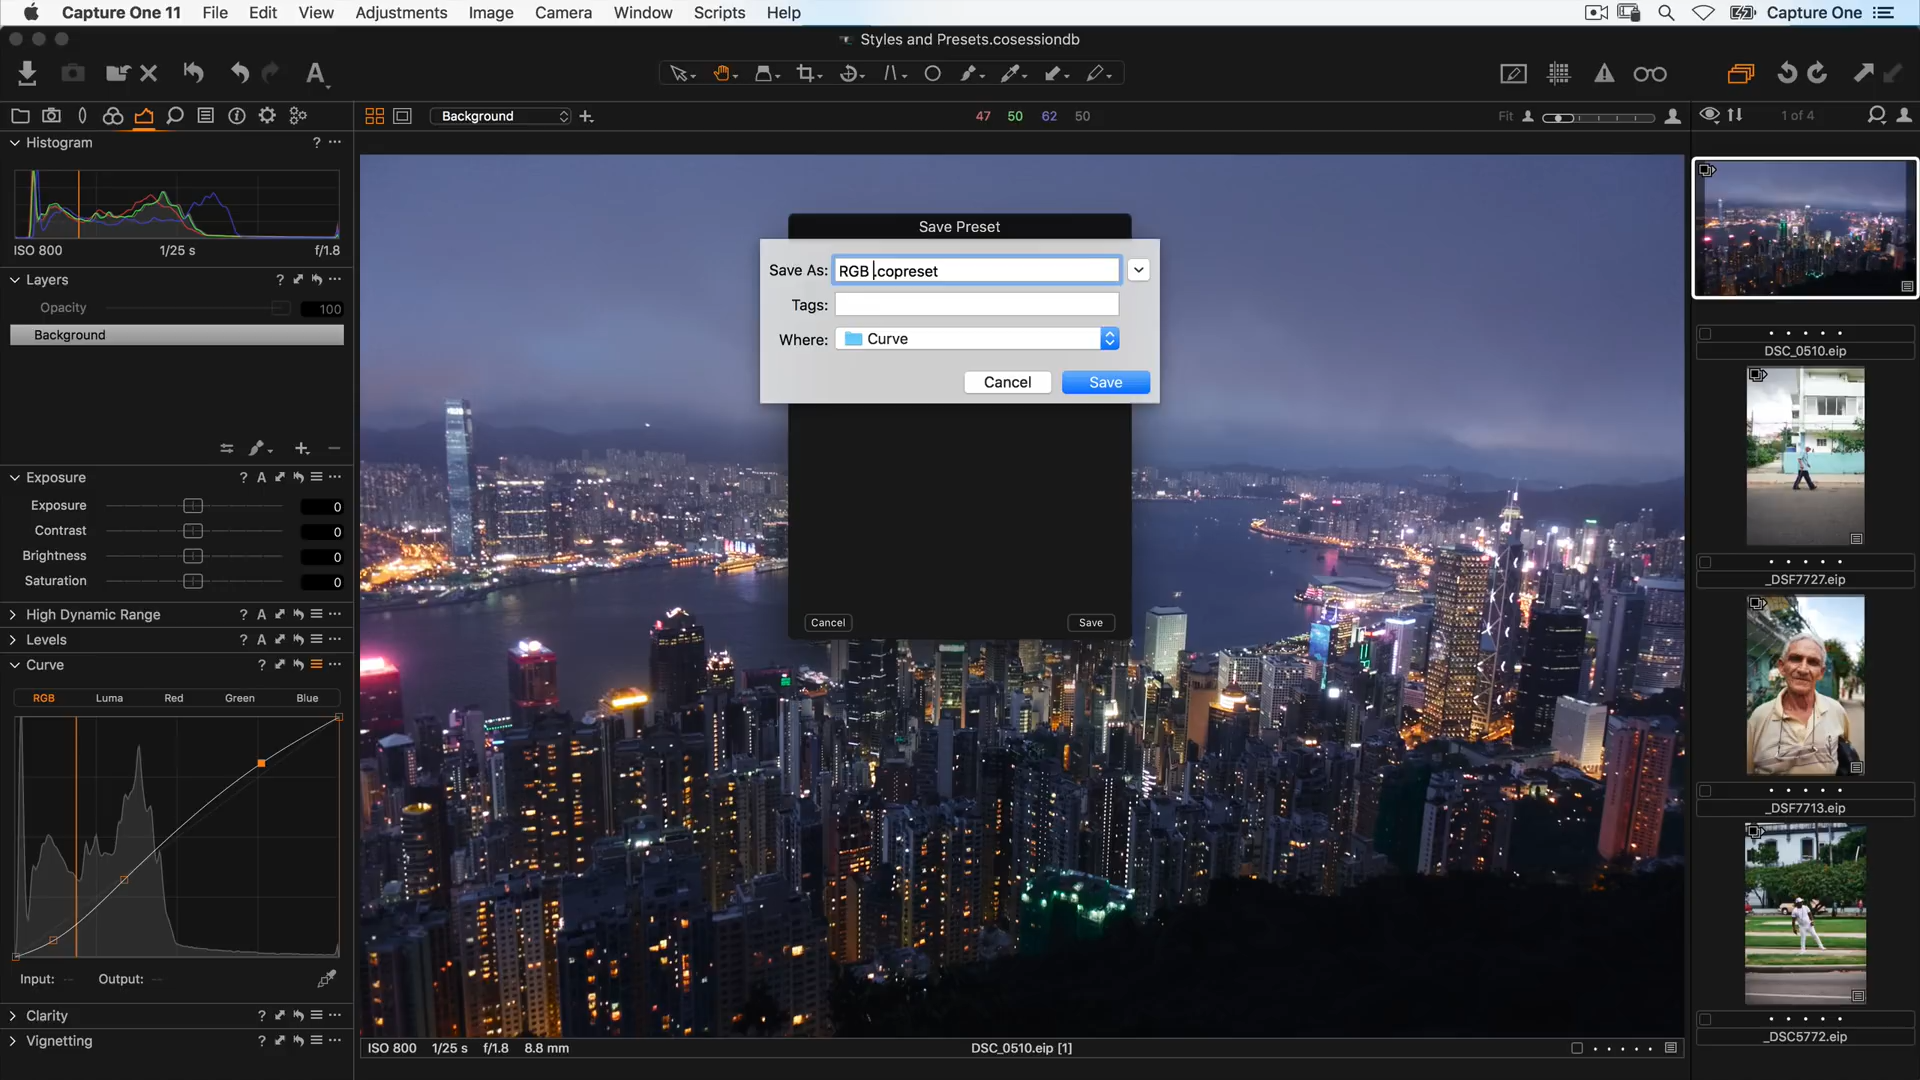 Capture One 11 File Edit View Adjustments Image Camera Window Scripts Help Capture One
Styles and Presets.cosessiondb
A
Background 47 50 62 50 Fit 1 of 4
Histogram ?
ISO 800 1/25 s f/1.8
Layers ?
Opacity 100
Background
Exposure ? A
Exposure 0
Contrast 0
Brightness 0
Saturation 0
High Dynamic Range ? A
Levels ? A
Curve ?
RGB Luma Red Green Blue
Input: -- Output: --
Clarity ?
Vignetting ?
Save Preset
Save As: RGB .copreset
Tags:
Where: Curve
Cancel Save
Cancel Save
ISO 800 1/25 s f/1.8 8.8 mm DSC_0510.eip [1]
DSC_0510.eip
_DSF7727.eip
_DSF7713.eip
_DSC5772.eip